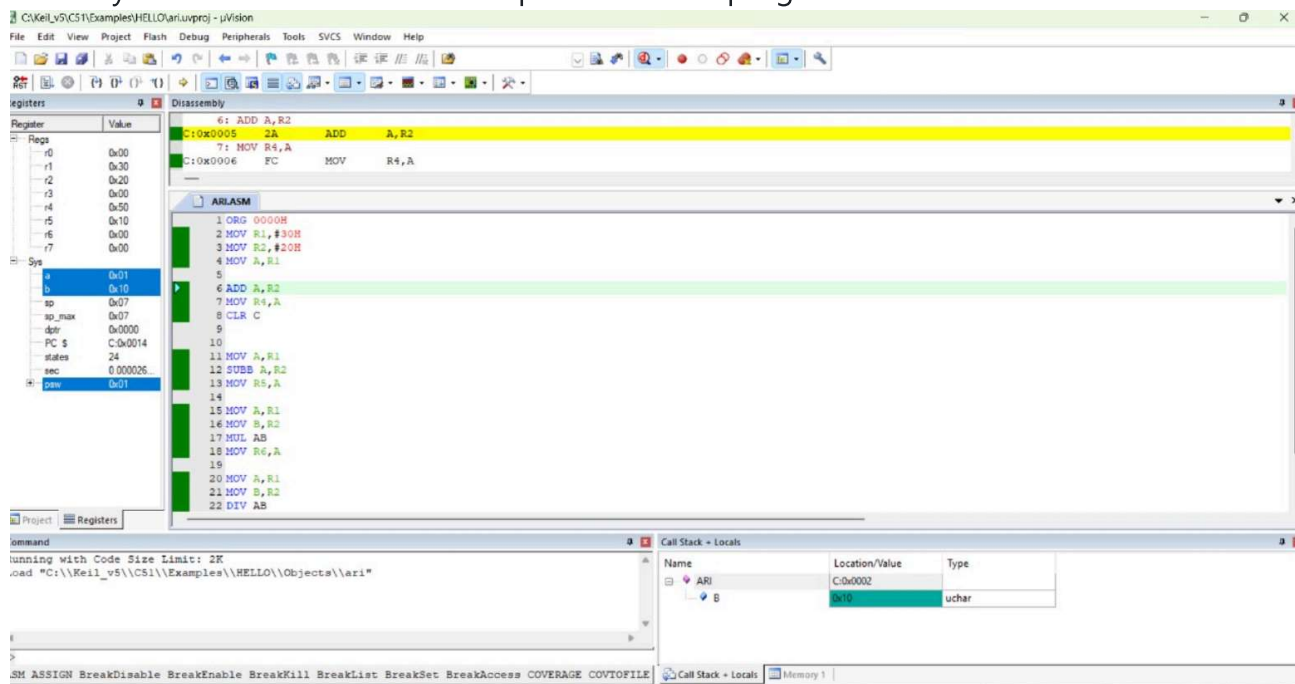 C:\Keil_v5\C51\Examples\HELLO\ari.uvproj - µVision
File Edit View Project Flash Debug Peripherals Tools SVCS Window Help
Disassembly
Register Value
Regs
r0 0x00
r1 0x30
r2 0x20
r3 0x00
r4 0x50
r5 0x10
r6 0x00
r7 0x00
Sys
a 0x01
b 0x10
sp 0x07
sp_max 0x07
dptr 0x0000
PC $ C:0x0014
states 24
sec 0.000026...
psw 0x01
Project Registers
6: ADD A,R2
C:0x0005 2A ADD A,R2
7: MOV R4,A
C:0x0006 FC MOV R4,A
ARI.ASM
1 ORG 0000H
2 MOV R1,#30H
3 MOV R2,#20H
4 MOV A,R1
5
6 ADD A,R2
7 MOV R4,A
8 CLR C
9
10
11 MOV A,R1
12 SUBB A,R2
13 MOV R5,A
14
15 MOV A,R1
16 MOV B,R2
17 MUL AB
18 MOV R6,A
19
20 MOV A,R1
21 MOV B,R2
22 DIV AB
with Code Size Limit: 2K
"C:\\Keil_v5\\C51\\Examples\\HELLO\\Objects\\ari"
>
ASSIGN BreakDisable BreakEnable BreakKill BreakList BreakSet BreakAccess COVERAGE COVTOFILE
Call Stack + Locals
Name Location/Value Type
ARI C:0x0002
B 0x10 uchar
Call Stack + Locals Memory 1